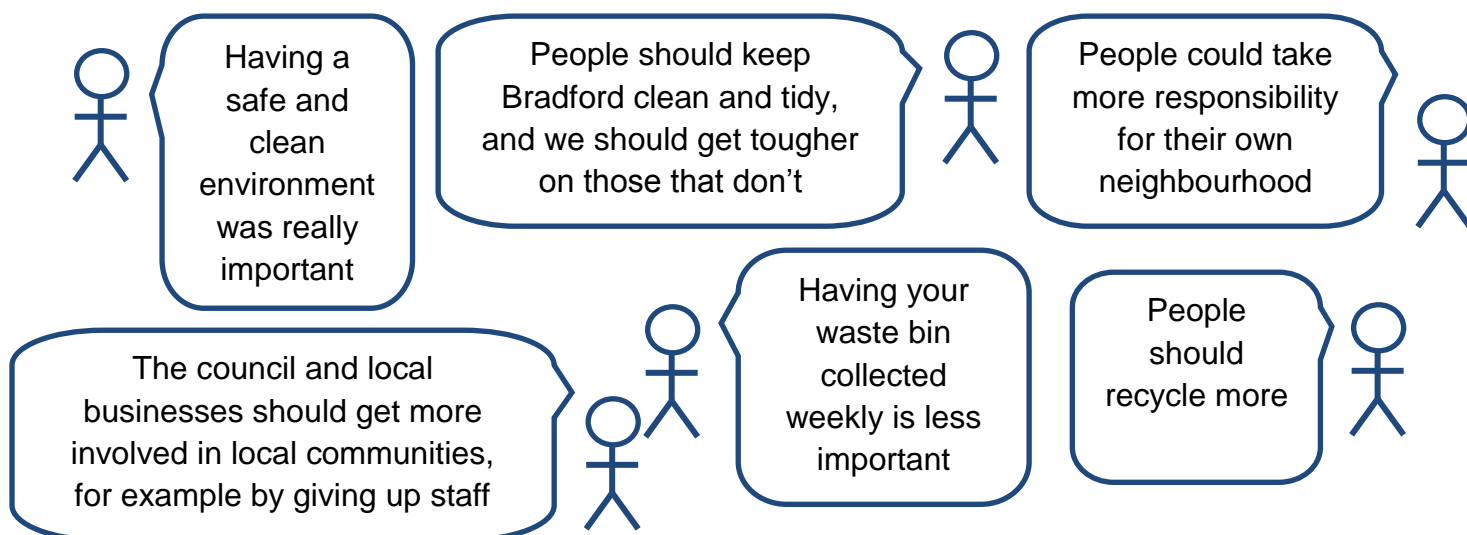 Having a
safe and
clean
environment
was really
important
People should keep
Bradford clean and tidy,
and we should get tougher
on those that don't
People could take
more responsibility
for their own
neighbourhood
The council and local
businesses should get more
involved in local communities,
for example by giving up staff
Having your
waste bin
collected
weekly is less
important
People
should
recycle more